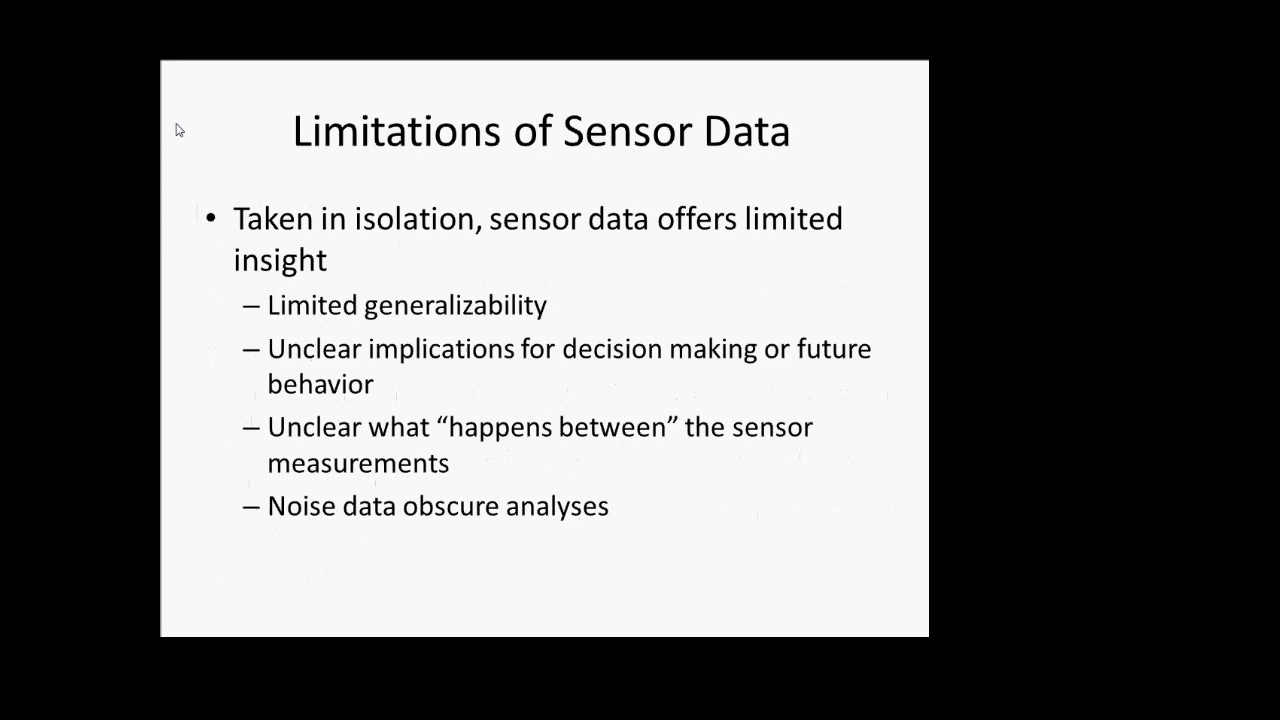 Limitations of Sensor Data
• Taken in isolation, sensor data offers limited
insight
– Limited generalizability
– Unclear implications for decision making or future
behavior
– Unclear what “happens between” the sensor
measurements
– Noise data obscure analyses